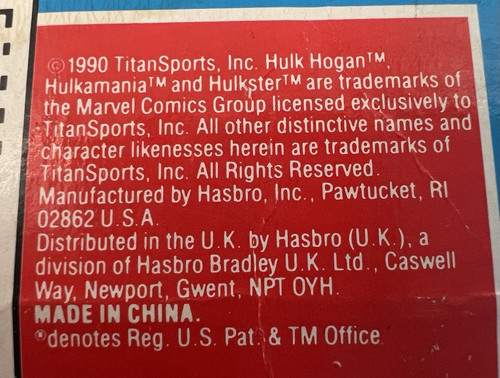 ©1990 TitanSports, Inc. Hulk Hogan™,
Hulkamania™ and Hulkster™ are trademarks of
the Marvel Comics Group licensed exclusively to
TitanSports, Inc. All other distinctive names and
character likenesses herein are trademarks of
TitanSports, Inc. All Rights Reserved.
Manufactured by Hasbro, Inc., Pawtucket, RI
02862 U.S.A.
Distributed in the U.K. by Hasbro (U.K.), a
division of Hasbro Bradley U.K. Ltd., Caswell
Way, Newport, Gwent, NPT OYH.
MADE IN CHINA.
®denotes Reg. U.S. Pat. & TM Office.